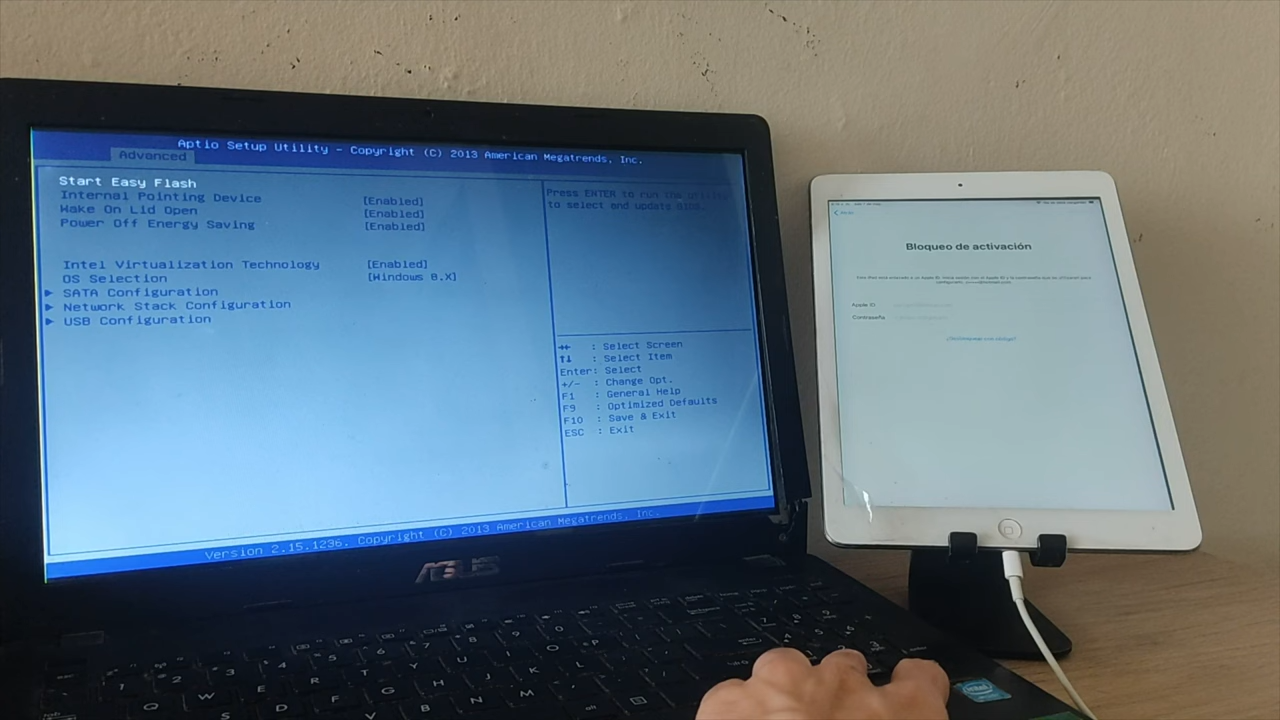 Aptio Setup Utility – Copyright (C) 2013 American Megatrends, Inc.
Advanced
Start Easy Flash
Internal Pointing Device [Enabled]
Wake On Lid Open [Enabled]
Power Off Energy Saving [Enabled]
Intel Virtualization Technology [Enabled]
OS Selection [Windows 8.X]
SATA Configuration
Network Stack Configuration
USB Configuration
Press ENTER to run the utility
to select and update BIOS.
: Select Screen
↑↓ : Select Item
Enter: Select
+/- : Change Opt.
F1 : General Help
F9 : Optimized Defaults
F10 : Save & Exit
ESC : Exit
Version 2.15.1236. Copyright (C) 2013 American Megatrends, Inc.
ASUS
Bloqueo de activación
Apple ID
Contraseña
intel